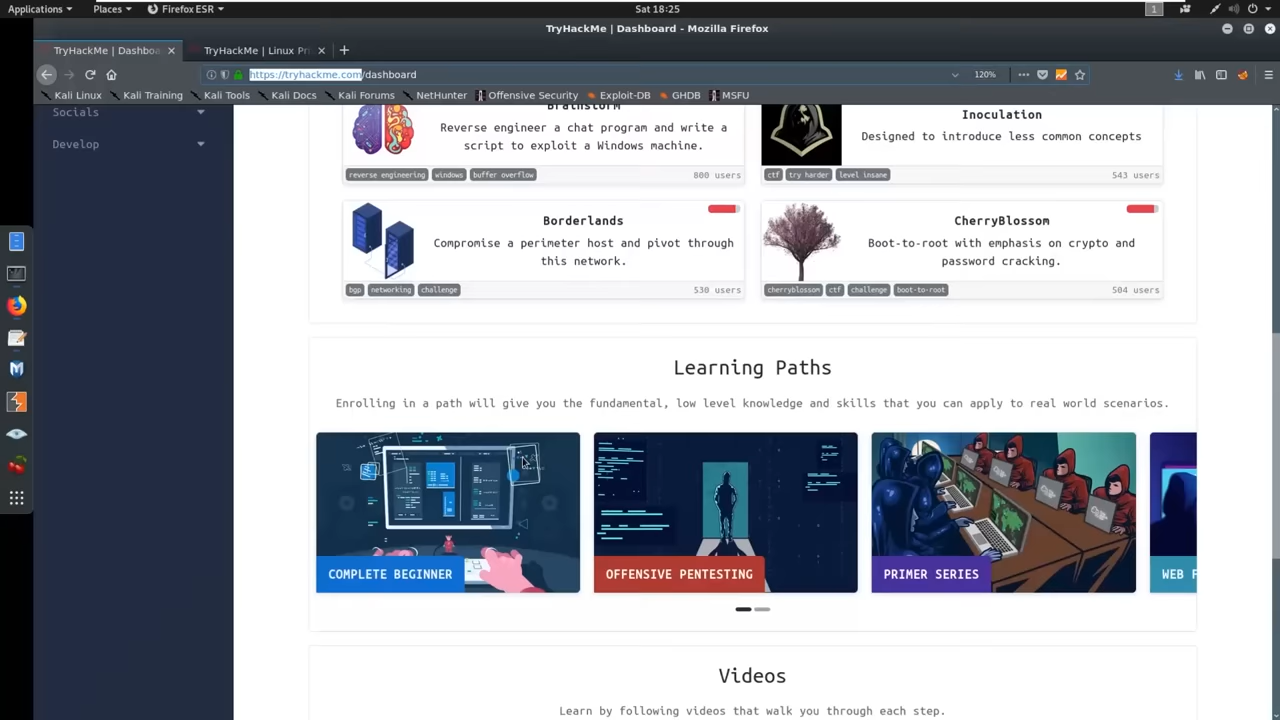 Applications
Places
Firefox ESR
Sat 18:25
1
TryHackMe | Dashboard - Mozilla Firefox
TryHackMe | Dashboa
TryHackMe | Linux Pri
https://tryhackme.com/dashboard
120%
Kali Linux
Kali Training
Kali Tools
Kali Docs
Kali Forums
NetHunter
Offensive Security
Exploit-DB
GHDB
MSFU
Socials
Develop
Brainstorm
Reverse engineer a chat program and write a
script to exploit a Windows machine.
reverse engineering
windows
buffer overflow
800 users
Inoculation
Designed to introduce less common concepts
ctf
try harder
level insane
543 users
Borderlands
Compromise a perimeter host and pivot through
this network.
bgp
networking
challenge
530 users
CherryBlossom
Boot-to-root with emphasis on crypto and
password cracking.
cherryblossom
ctf
challenge
boot-to-root
504 users
Learning Paths
Enrolling in a path will give you the fundamental, low level knowledge and skills that you can apply to real world scenarios.
COMPLETE BEGINNER
OFFENSIVE PENTESTING
PRIMER SERIES
WEB F
Videos
Learn by following videos that walk you through each step.